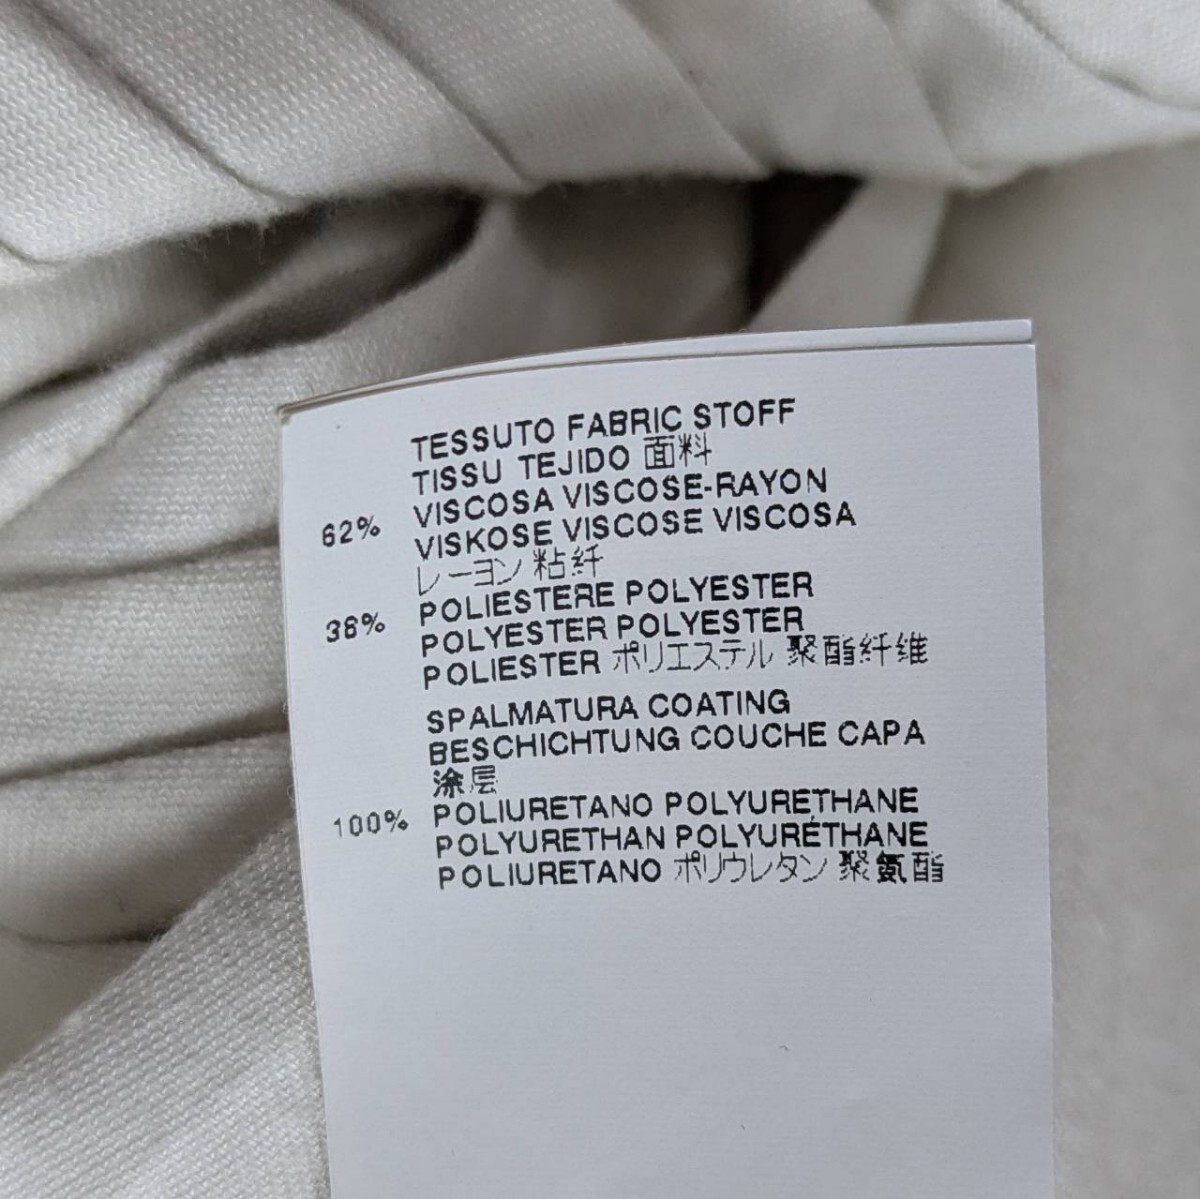 TESSUTO FABRIC STOFF
TISSU TEJIDO 面料
VISCOSA VISCOSE-RAYON
62% VISKOSE VISCOSE VISCOSA
レーヨン 粘纤
38% POLIESTERE POLYESTER
POLYESTER POLYESTER
POLIESTER ポリエステル 聚酯纤维
SPALMATURA COATING
BESCHICHTUNG COUCHE CAPA
涂层
100% POLIURETANO POLYURETHANE
POLYURETHAN POLYURÉTHANE
POLIURETANO ポリウレタン 聚氨酯